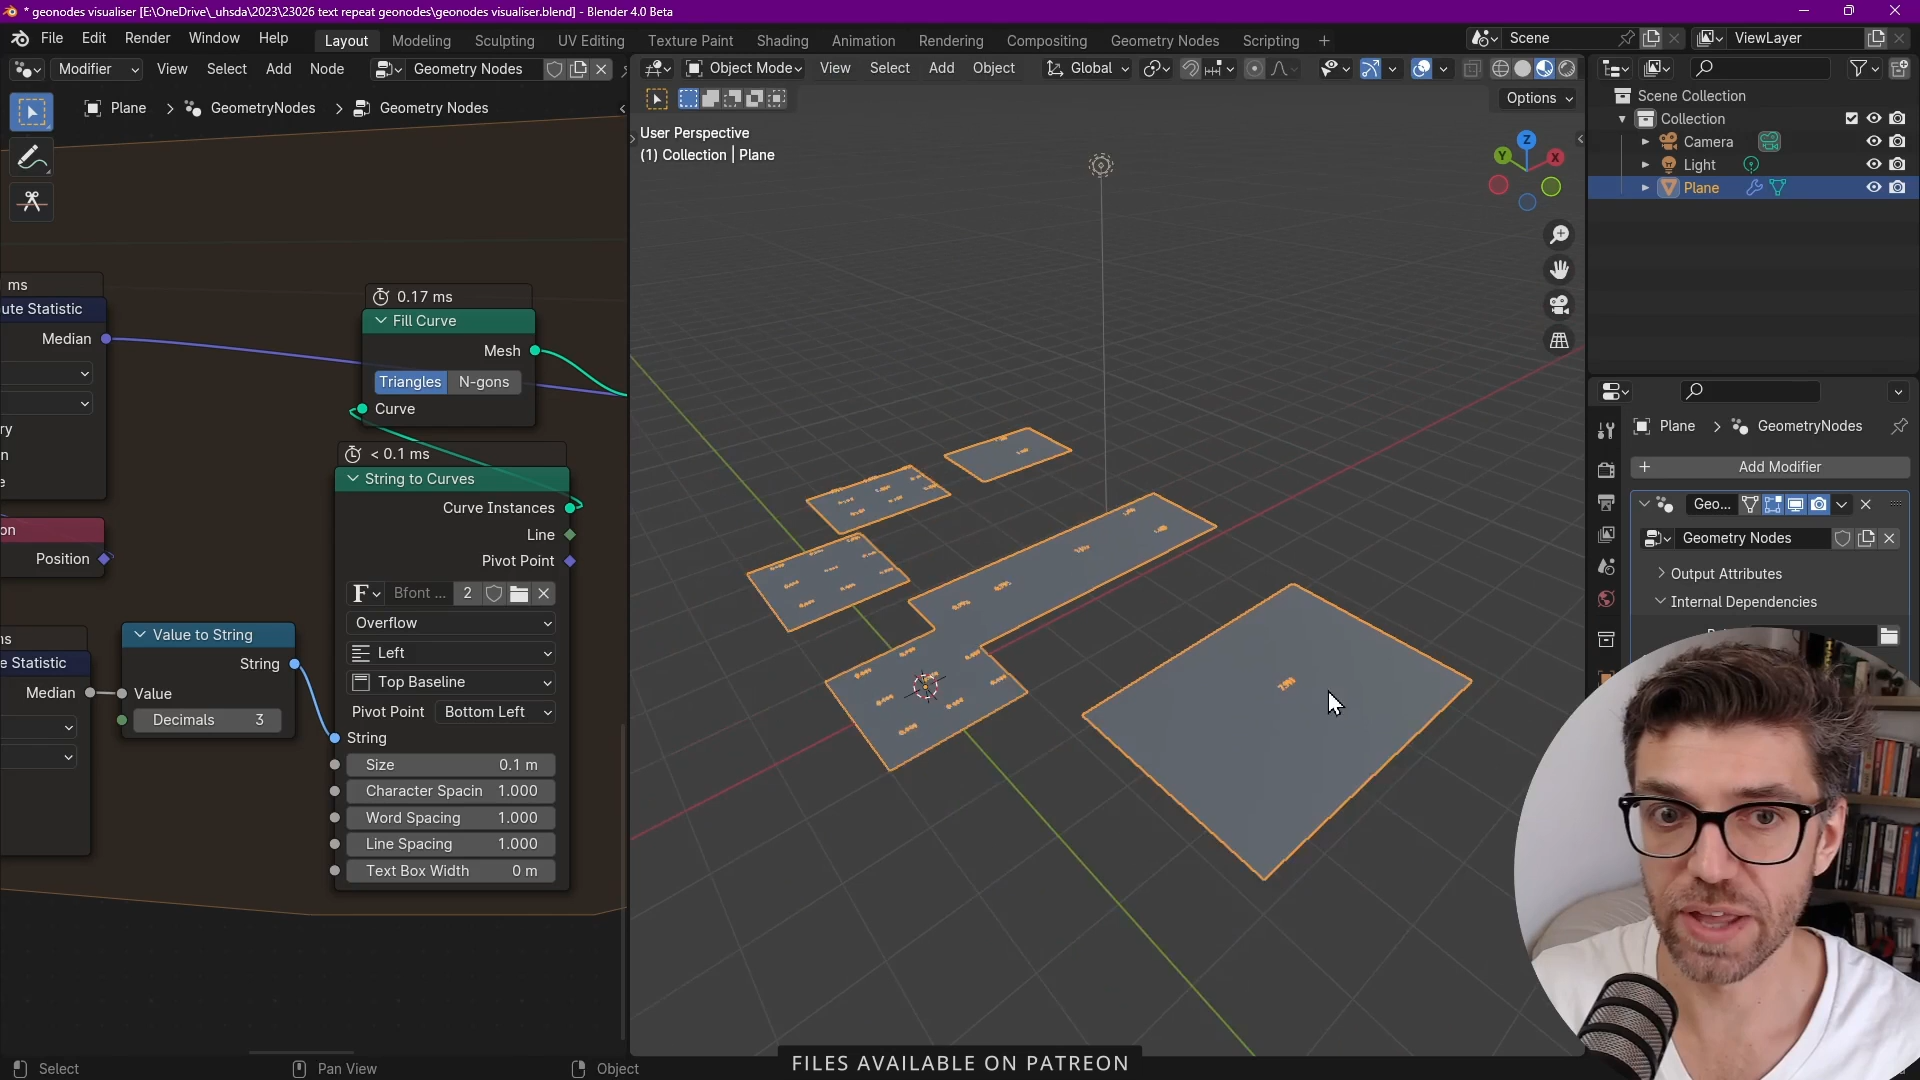 * geonodes visualiser [E:\OneDrive\_uhsda\2023\23026 text repeat geonodes\geonodes visualiser.blend] - Blender 4.0 Beta
File Edit Render Window Help Layout Modeling Sculpting UV Editing Texture Paint Shading Animation Rendering Compositing Geometry Nodes Scripting + Scene ViewLayer
Modifier View Select Add Node Geometry Nodes
Object Mode View Select Add Object Global
Plane > GeometryNodes > Geometry Nodes
Options
User Perspective
(1) Collection | Plane
Z
Y
X
Scene Collection
Collection
Camera
Light
Plane
ms
ute Statistic
Median
ry
n
e
on
Position
ns
e Statistic
Median
Value to String
String
Value
Decimals 3
0.17 ms
Fill Curve
Mesh
Triangles N-gons
Curve
< 0.1 ms
String to Curves
Curve Instances
Line
Pivot Point
F Bfont ... 2
Overflow
Left
Top Baseline
Pivot Point Bottom Left
String
Size 0.1 m
Character Spacin 1.000
Word Spacing 1.000
Line Spacing 1.000
Text Box Width 0 m
Plane > GeometryNodes
+ Add Modifier
Geo...
Geometry Nodes
Output Attributes
Internal Dependencies
Select Pan View Object
FILES AVAILABLE ON PATREON